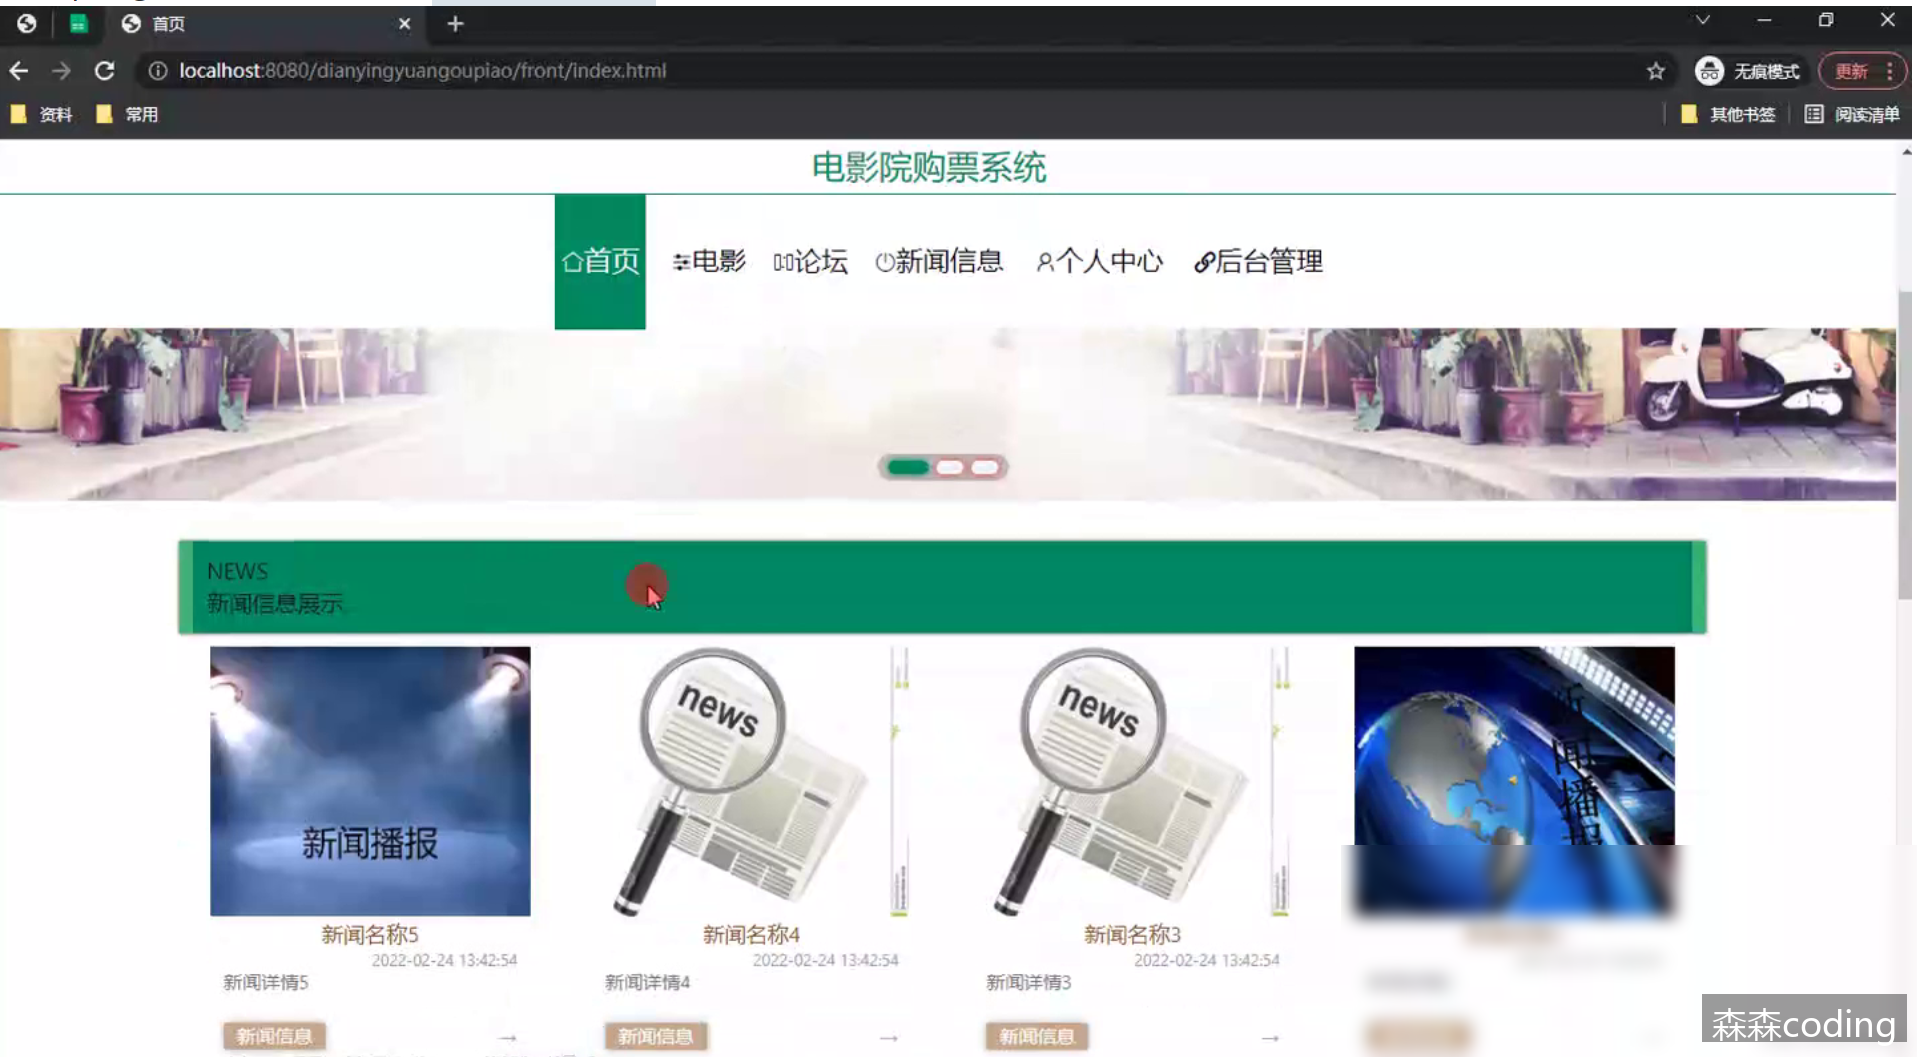 首页
localhost:8080/dianyingyuangoupiao/front/index.html
无痕模式
更新
资料
常用
其他书签
阅读清单
电影院购票系统
首页
电影
论坛
新闻信息
个人中心
后台管理
NEWS
新闻信息展示
新闻播报
news
news
新闻播
新闻名称5
新闻名称4
新闻名称3
2022-02-24 13:42:54
2022-02-24 13:42:54
2022-02-24 13:42:54
新闻详情5
新闻详情4
新闻详情3
新闻信息
新闻信息
新闻信息
森森coding